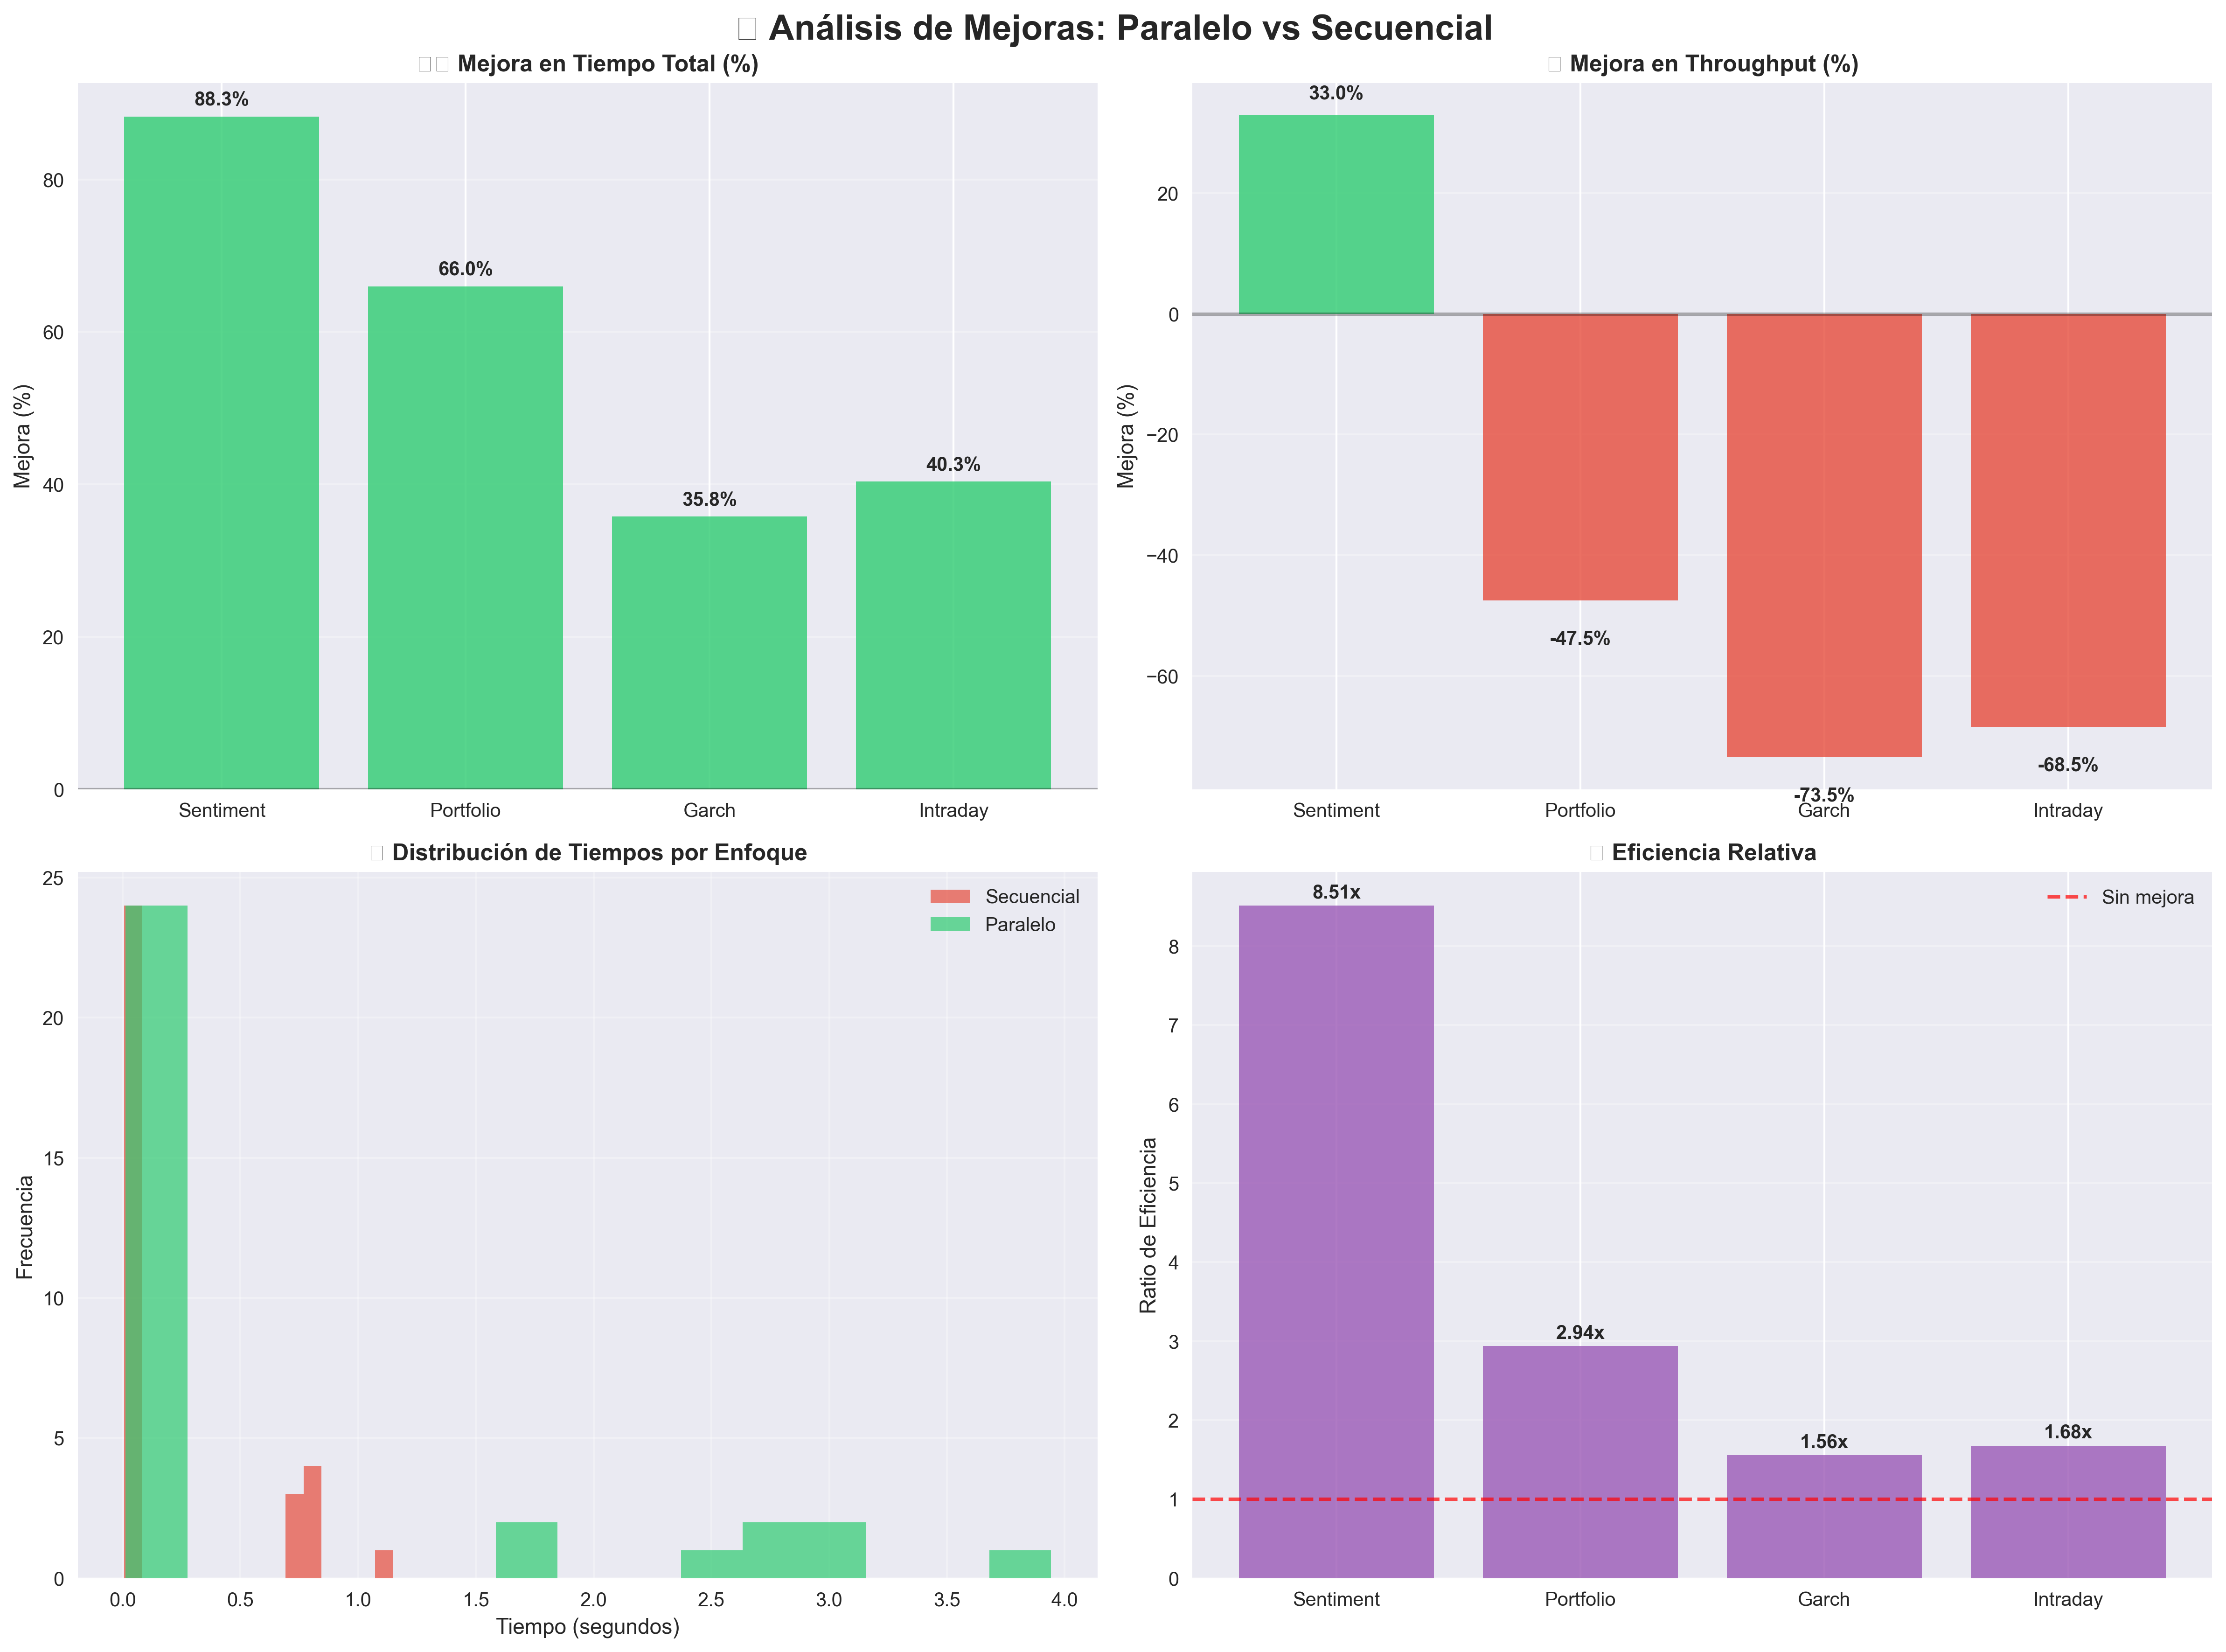 Análisis de Mejoras: Paralelo vs Secuencial
Mejora en Tiempo Total (%)
Mejora (%)
80
60
40
20
0
88.3%
66.0%
35.8%
40.3%
Sentiment
Portfolio
Garch
Intraday
Mejora en Throughput (%)
Mejora (%)
20
0
−20
−40
−60
33.0%
-47.5%
-73.5%
-68.5%
Sentiment
Portfolio
Garch
Intraday
Distribución de Tiempos por Enfoque
Frecuencia
25
20
15
10
5
0
Secuencial
Paralelo
0.0
0.5
1.0
1.5
2.0
2.5
3.0
3.5
4.0
Tiempo (segundos)
Eficiencia Relativa
Ratio de Eficiencia
8
7
6
5
4
3
2
1
0
Sin mejora
8.51x
2.94x
1.56x
1.68x
Sentiment
Portfolio
Garch
Intraday